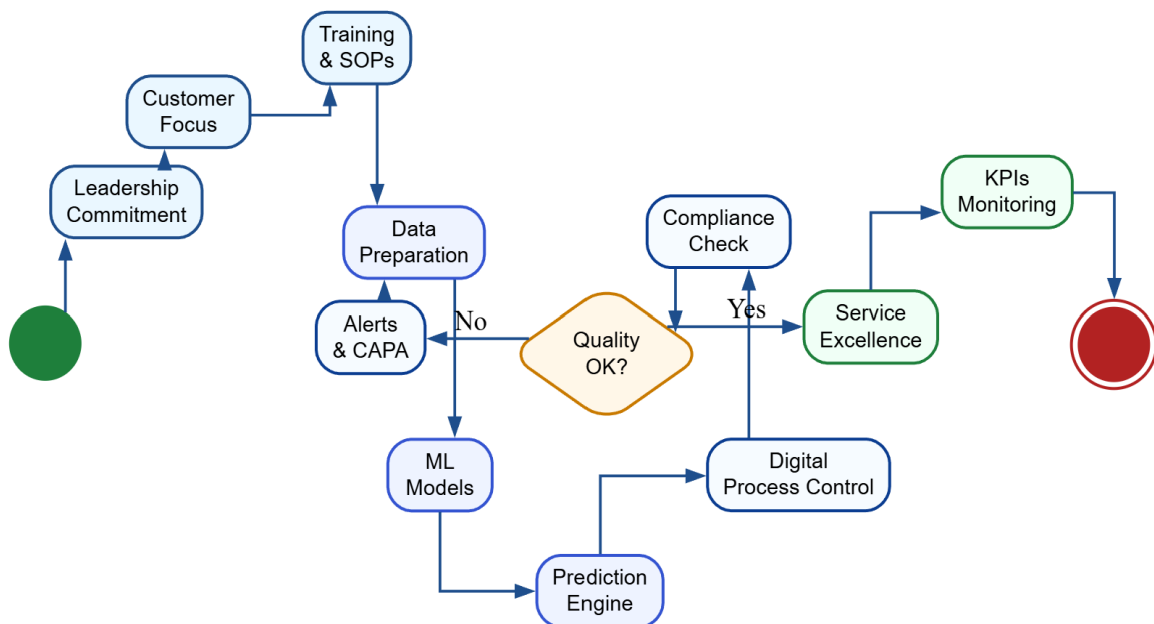 Training
& SOPs
Customer
Focus
Leadership
Commitment
Data
Preparation
Alerts
& CAPA
No
Quality
OK?
Compliance
Check
Yes
Service
Excellence
KPIs
Monitoring
ML
Models
Digital
Process Control
Prediction
Engine